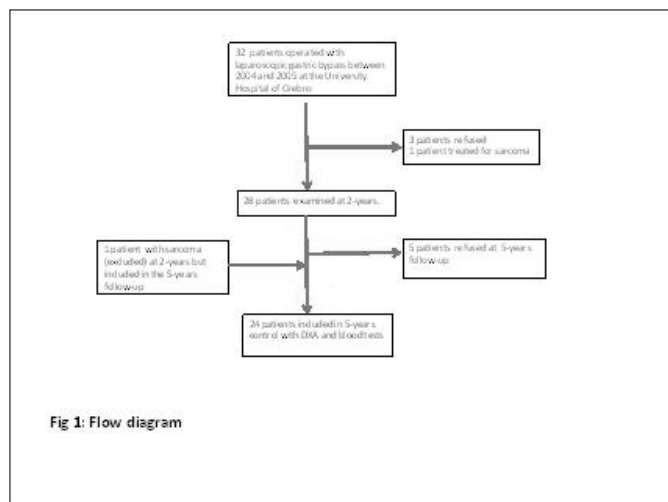 32 patients operated with
laparoscopic gastric bypass between
2004 and 2005 at the University
Hospital of Orebro
3 patients refused
1 patient treated for sarcoma
28 patients examined at 2-years.
1 patient with sarcoma
(excluded) at 2-years but
included in the 5-years
follow-up
5 patients refused at 5-years
follow-up
24 patients included in 5-years
control with DXA and bloodtests
Fig 1: Flow diagram